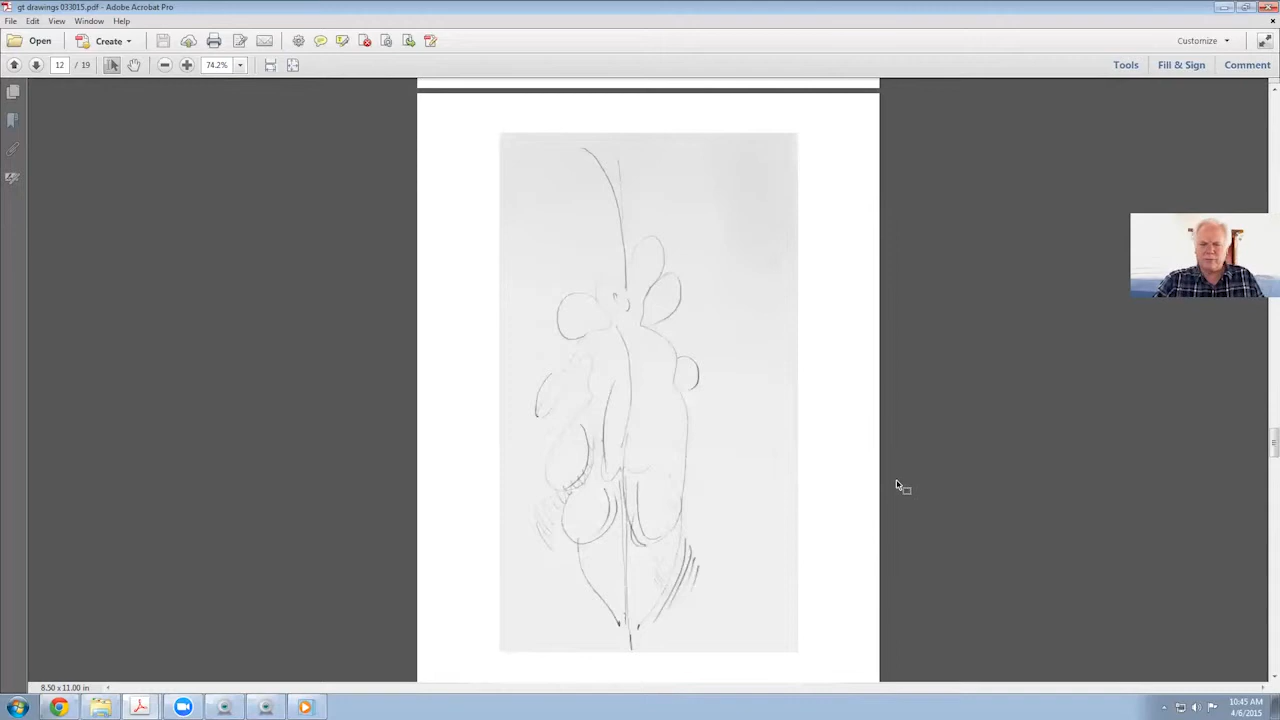 gt drawings 033015.pdf - Adobe Acrobat Pro
File Edit View Window Help
Open Create Customize
12 / 19 74.2% Tools Fill & Sign Comment
8.50 x 11.00 in
10:45 AM
4/6/2015